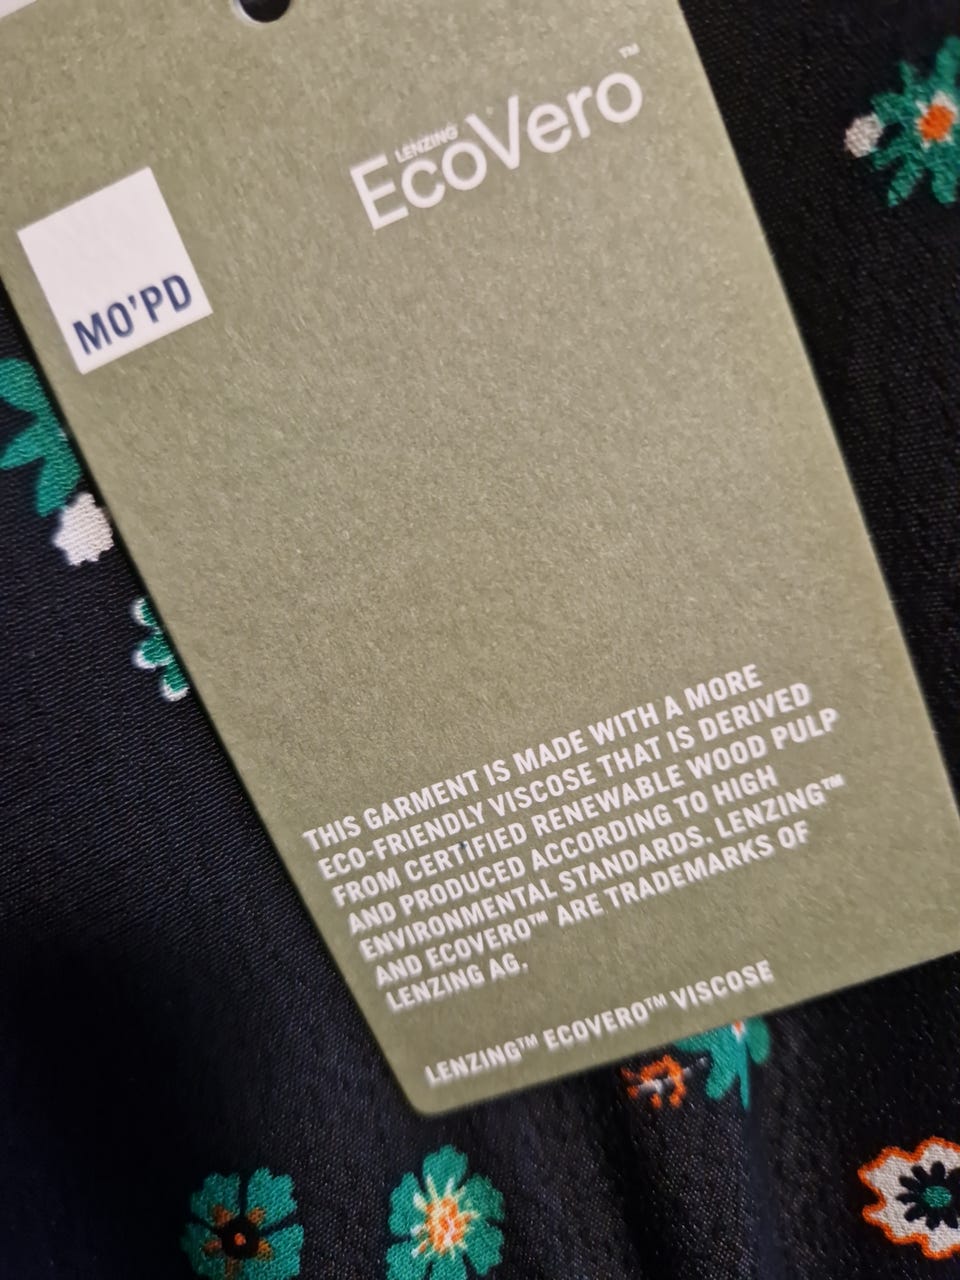 LENZING™
EcoVero™
MO'PD
THIS GARMENT IS MADE WITH A MORE
ECO-FRIENDLY VISCOSE THAT IS DERIVED
FROM CERTIFIED RENEWABLE WOOD PULP
AND PRODUCED ACCORDING TO HIGH
ENVIRONMENTAL STANDARDS. LENZING™
AND ECOVERO™ ARE TRADEMARKS OF
LENZING AG.
LENZING™ ECOVERO™ VISCOSE